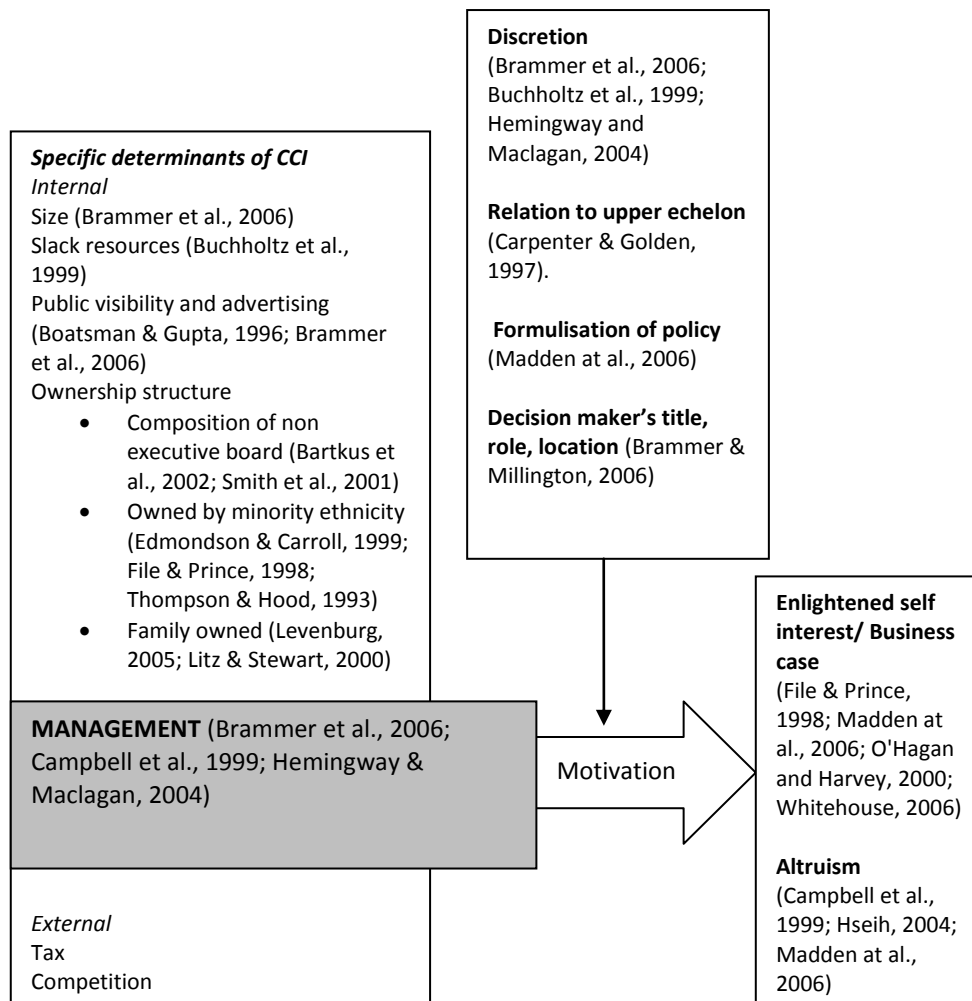 Discretion
(Brammer et al., 2006;
Buchholtz et al., 1999;
Hemingway and
Maclagan, 2004)
Relation to upper echelon
(Carpenter & Golden,
1997).
Formulisation of policy
(Madden at al., 2006)
Decision maker's title,
role, location (Brammer &
Millington, 2006)
Specific determinants of CCI
Internal
Size (Brammer et al., 2006)
Slack resources (Buchholtz et al.,
1999)
Public visibility and advertising
(Boatsman & Gupta, 1996; Brammer
et al., 2006)
Ownership structure
• Composition of non
executive board (Bartkus et
al., 2002; Smith et al., 2001)
• Owned by minority ethnicity
(Edmondson & Carroll, 1999;
File & Prince, 1998;
Thompson & Hood, 1993)
• Family owned (Levenburg,
2005; Litz & Stewart, 2000)
MANAGEMENT (Brammer et al., 2006;
Campbell et al., 1999; Hemingway &
Maclagan, 2004)
External
Tax
Competition
Motivation
Enlightened self
interest/ Business
case
(File & Prince,
1998; Madden at
al., 2006; O'Hagan
and Harvey, 2000;
Whitehouse, 2006)
Altruism
(Campbell et al.,
1999; Hseih, 2004;
Madden at al.,
2006)